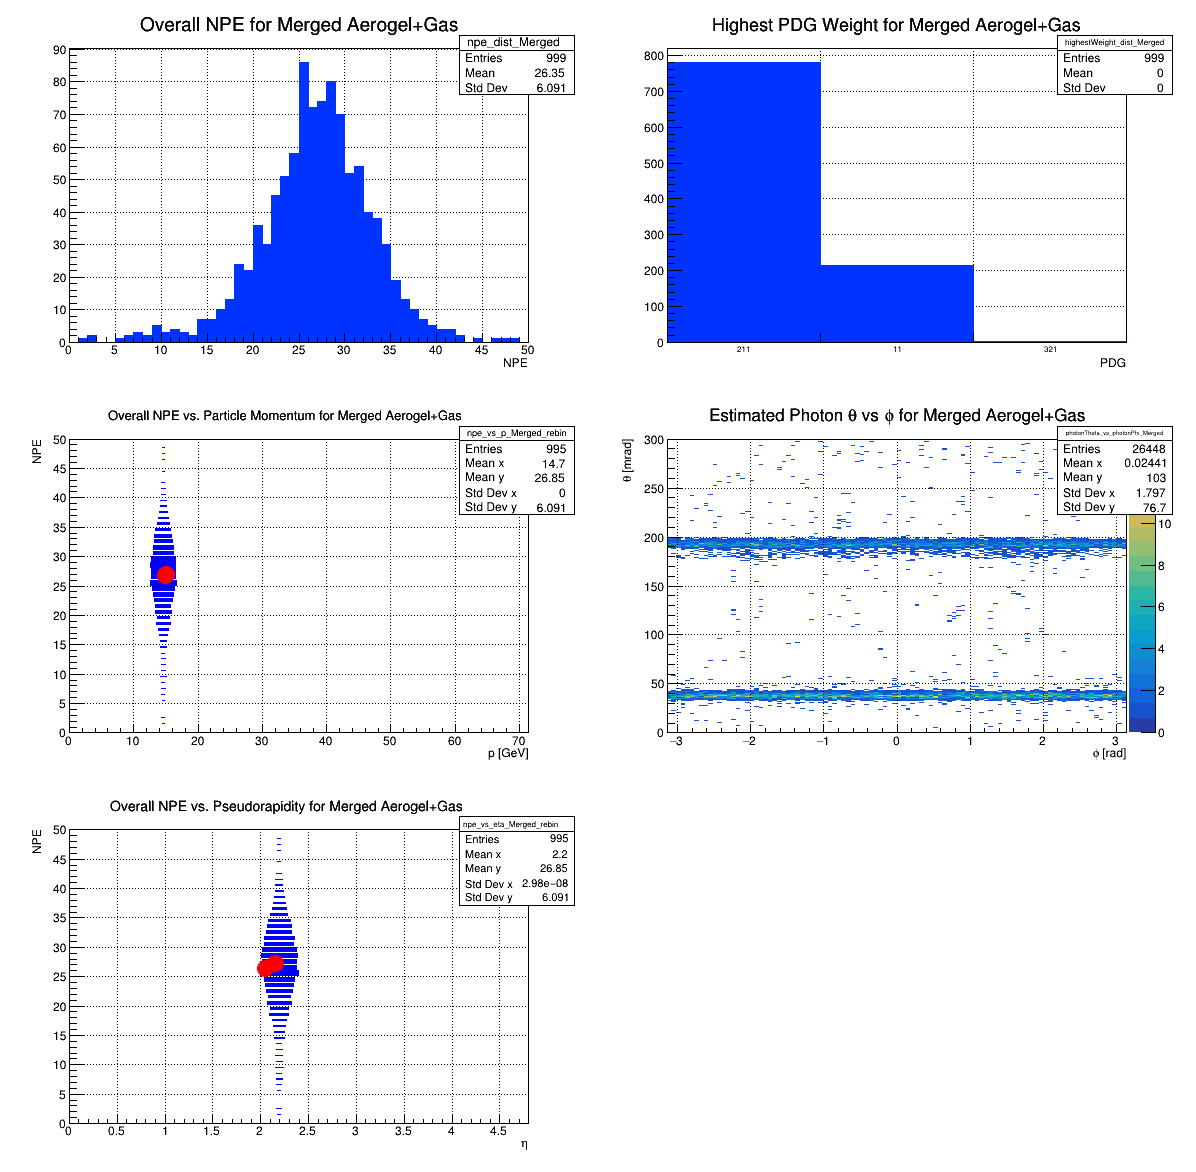 Overall NPE for Merged Aerogel+Gas
npe_dist_Merged
Entries 999
Mean 26.35
Std Dev 6.091
90
80
70
60
50
40
30
20
10
0
0 5 10 15 20 25 30 35 40 45 50
NPE
Highest PDG Weight for Merged Aerogel+Gas
highestWeight_dist_Merged
Entries 999
Mean 0
Std Dev 0
800
700
600
500
400
300
200
100
0
211 11 321
PDG
Overall NPE vs. Particle Momentum for Merged Aerogel+Gas
npe_vs_p_Merged_rebin
Entries 995
Mean x 14.7
Mean y 26.85
Std Dev x 0
Std Dev y 6.091
NPE
50
45
40
35
30
25
20
15
10
5
0
0 10 20 30 40 50 60 70
p [GeV]
Estimated Photon θ vs ϕ for Merged Aerogel+Gas
photonTheta_vs_photonPhi_Merged
Entries 26448
Mean x 0.02441
Mean y 103
Std Dev x 1.797
Std Dev y 76.7
θ [mrad]
300
250
200
150
100
50
0
−3 −2 −1 0 1 2 3
ϕ [rad]
10
8
6
4
2
0
Overall NPE vs. Pseudorapidity for Merged Aerogel+Gas
npe_vs_eta_Merged_rebin
Entries 995
Mean x 2.2
Mean y 26.85
Std Dev x 2.98e−08
Std Dev y 6.091
NPE
50
45
40
35
30
25
20
15
10
5
0
0 0.5 1 1.5 2 2.5 3 3.5 4 4.5
η